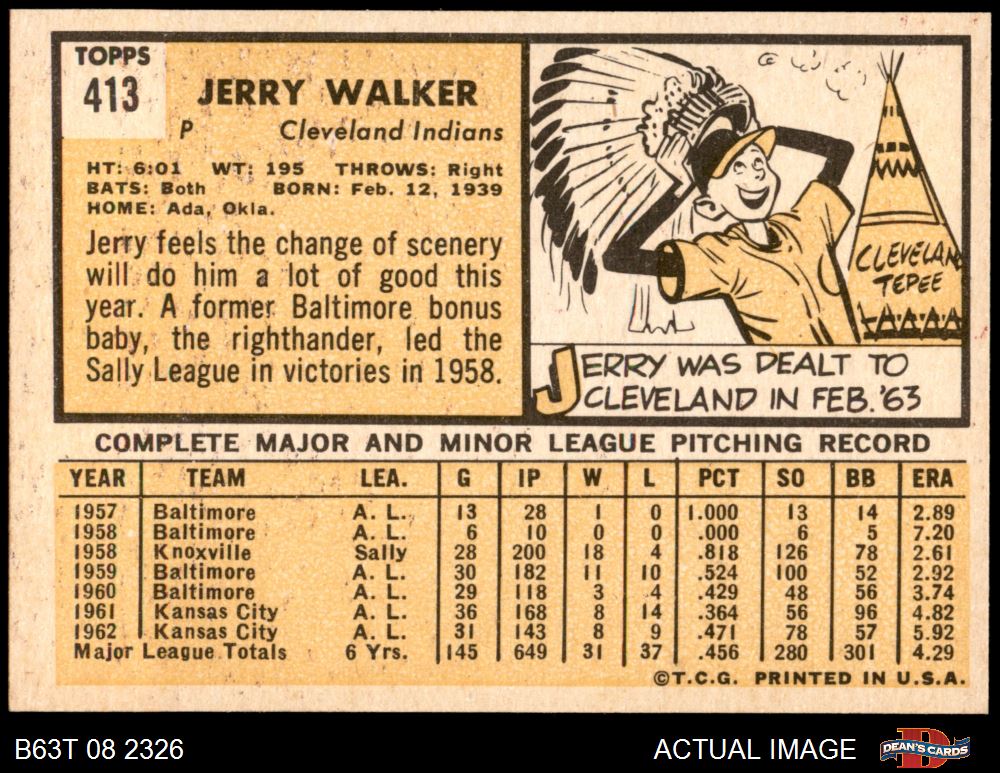 TOPPS
413
JERRY WALKER
P Cleveland Indians
HT: 6:01 WT: 195 THROWS: Right
BATS: Both BORN: Feb. 12, 1939
HOME: Ada, Okla.
Jerry feels the change of scenery
will do him a lot of good this
year. A former Baltimore bonus
baby, the righthander, led the
Sally League in victories in 1958.
CLEVELAN
TEPEE
JERRY WAS DEALT TO
CLEVELAND IN FEB. '63
COMPLETE MAJOR AND MINOR LEAGUE PITCHING RECORD
YEAR TEAM LEA. G IP W L PCT SO BB ERA
1957 Baltimore A. L. 13 28 1 0 1.000 13 14 2.89
1958 Baltimore A. L. 6 10 0 0 .000 6 5 7.20
1958 Knoxville Sally 28 200 18 4 .818 126 78 2.61
1959 Baltimore A. L. 30 182 11 10 .524 100 52 2.92
1960 Baltimore A. L. 29 118 3 4 .429 48 56 3.74
1961 Kansas City A. L. 36 168 8 14 .364 56 96 4.82
1962 Kansas City A. L. 31 143 8 9 .471 78 57 5.92
Major League Totals 6 Yrs. 145 649 31 37 .456 280 301 4.29
©T.C.G. PRINTED IN U.S.A.
B63T 08 2326 ACTUAL IMAGE DEAN'S CARDS